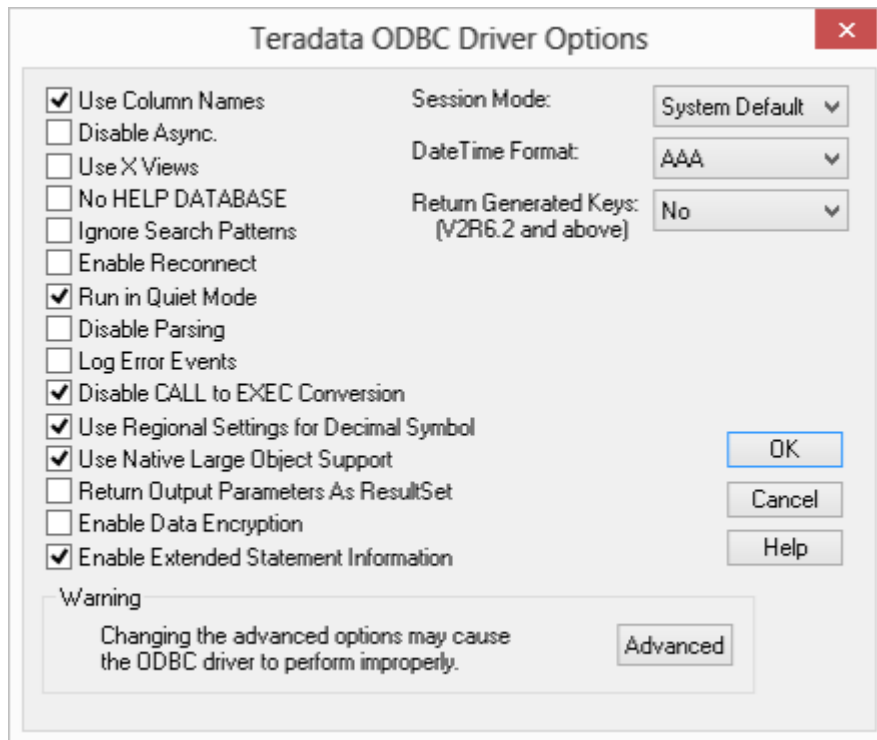 Teradata ODBC Driver Options
Use Column Names
Disable Async.
Use X Views
No HELP DATABASE
Ignore Search Patterns
Enable Reconnect
Run in Quiet Mode
Disable Parsing
Log Error Events
Disable CALL to EXEC Conversion
Use Regional Settings for Decimal Symbol
Use Native Large Object Support
Return Output Parameters As ResultSet
Enable Data Encryption
Enable Extended Statement Information
Session Mode: System Default
DateTime Format: AAA
Return Generated Keys: No
(V2R6.2 and above)
OK
Cancel
Help
Warning
Changing the advanced options may cause
the ODBC driver to perform improperly.
Advanced